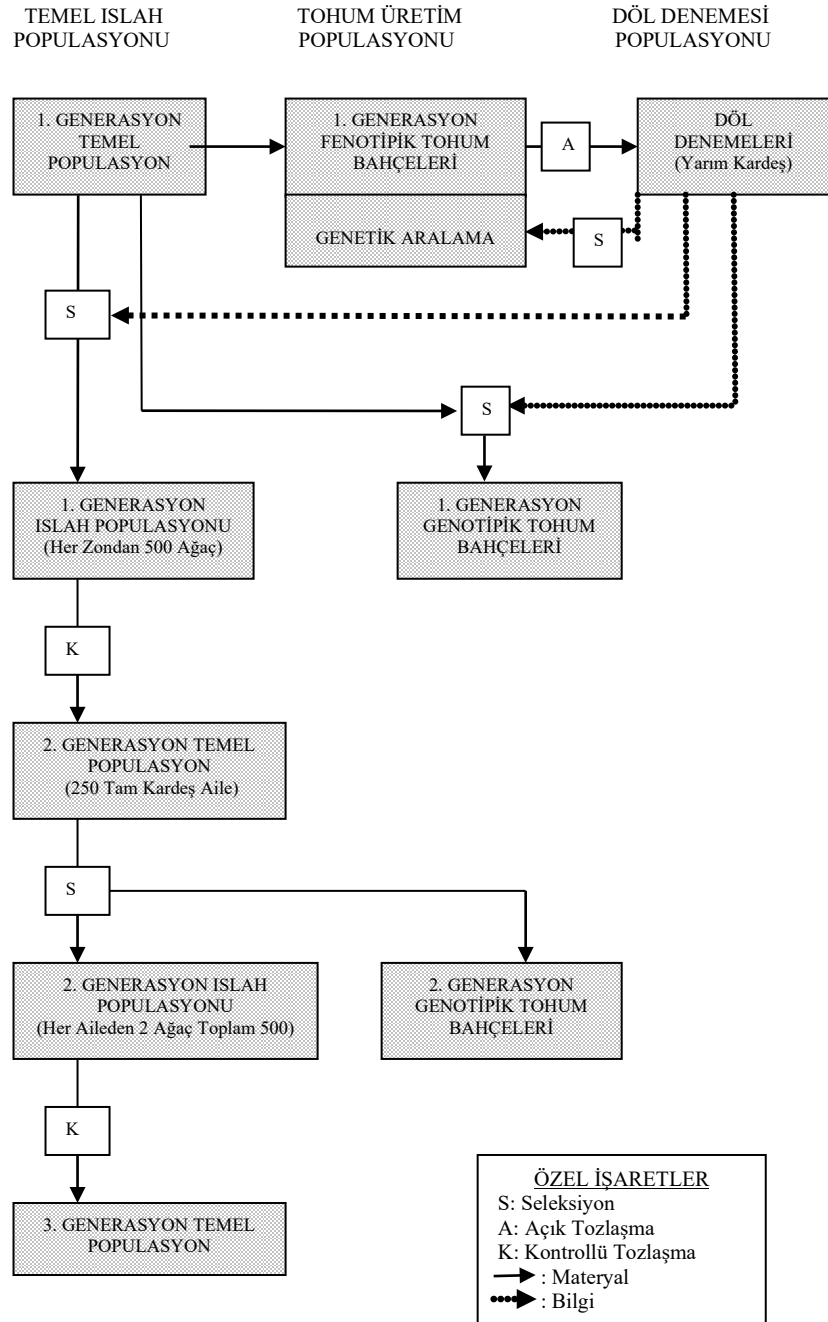 TEMEL ISLAH
POPULASYONU
TOHUM ÜRETİM
POPULASYONU
DÖL DENEMESİ
POPULASYONU
1. GENERASYON
TEMEL
POPULASYON
1. GENERASYON
FENOTİPİK TOHUM
BAHÇELERİ
A
DÖL
DENEMELERİ
(Yarım Kardeş)
GENETİK ARALAMA
S
S
S
1. GENERASYON
ISLAH POPULASYONU
(Her Zondan 500 Ağaç)
1. GENERASYON
GENOTİPİK TOHUM
BAHÇELERİ
K
2. GENERASYON TEMEL
POPULASYON
(250 Tam Kardeş Aile)
S
2. GENERASYON ISLAH
POPULASYONU
(Her Aileden 2 Ağaç Toplam 500)
2. GENERASYON
GENOTİPİK TOHUM
BAHÇELERİ
K
3. GENERASYON TEMEL
POPULASYON
ÖZEL İŞARETLER
S: Seleksiyon
A: Açık Tozlaşma
K: Kontrollü Tozlaşma
: Materyal
: Bilgi